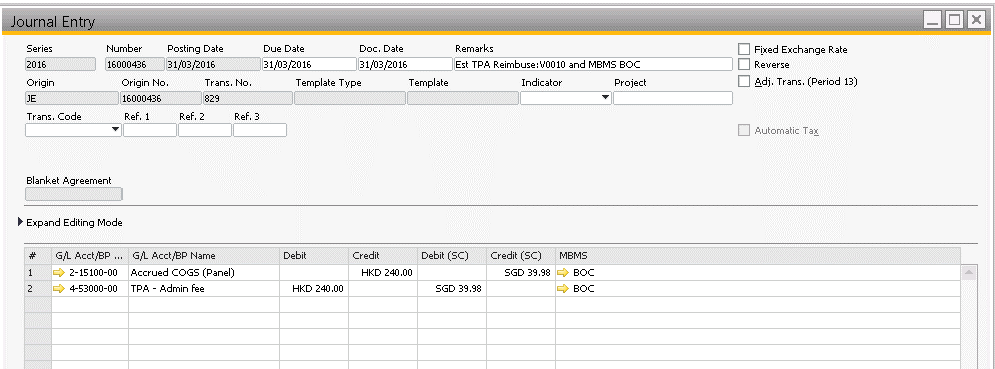 Journal Entry
Series Number Posting Date Due Date Doc. Date Remarks
2016 16000436 31/03/2016 31/03/2016 31/03/2016 Est TPA Reimbuse:V0010 and MBMS BOC
Fixed Exchange Rate
Reverse
Origin Origin No. Trans. No. Template Type Template Indicator Project
Adj. Trans. (Period 13)
JE 16000436 829
Trans. Code Ref. 1 Ref. 2 Ref. 3
Automatic Tax
Blanket Agreement
Expand Editing Mode
# G/L Acct/BP ... G/L Acct/BP Name Debit Credit Debit (SC) Credit (SC) MBMS
1 2-15100-00 Accrued COGS (Panel) HKD 240.00 SGD 39.98 BOC
2 4-53000-00 TPA - Admin fee HKD 240.00 SGD 39.98 BOC